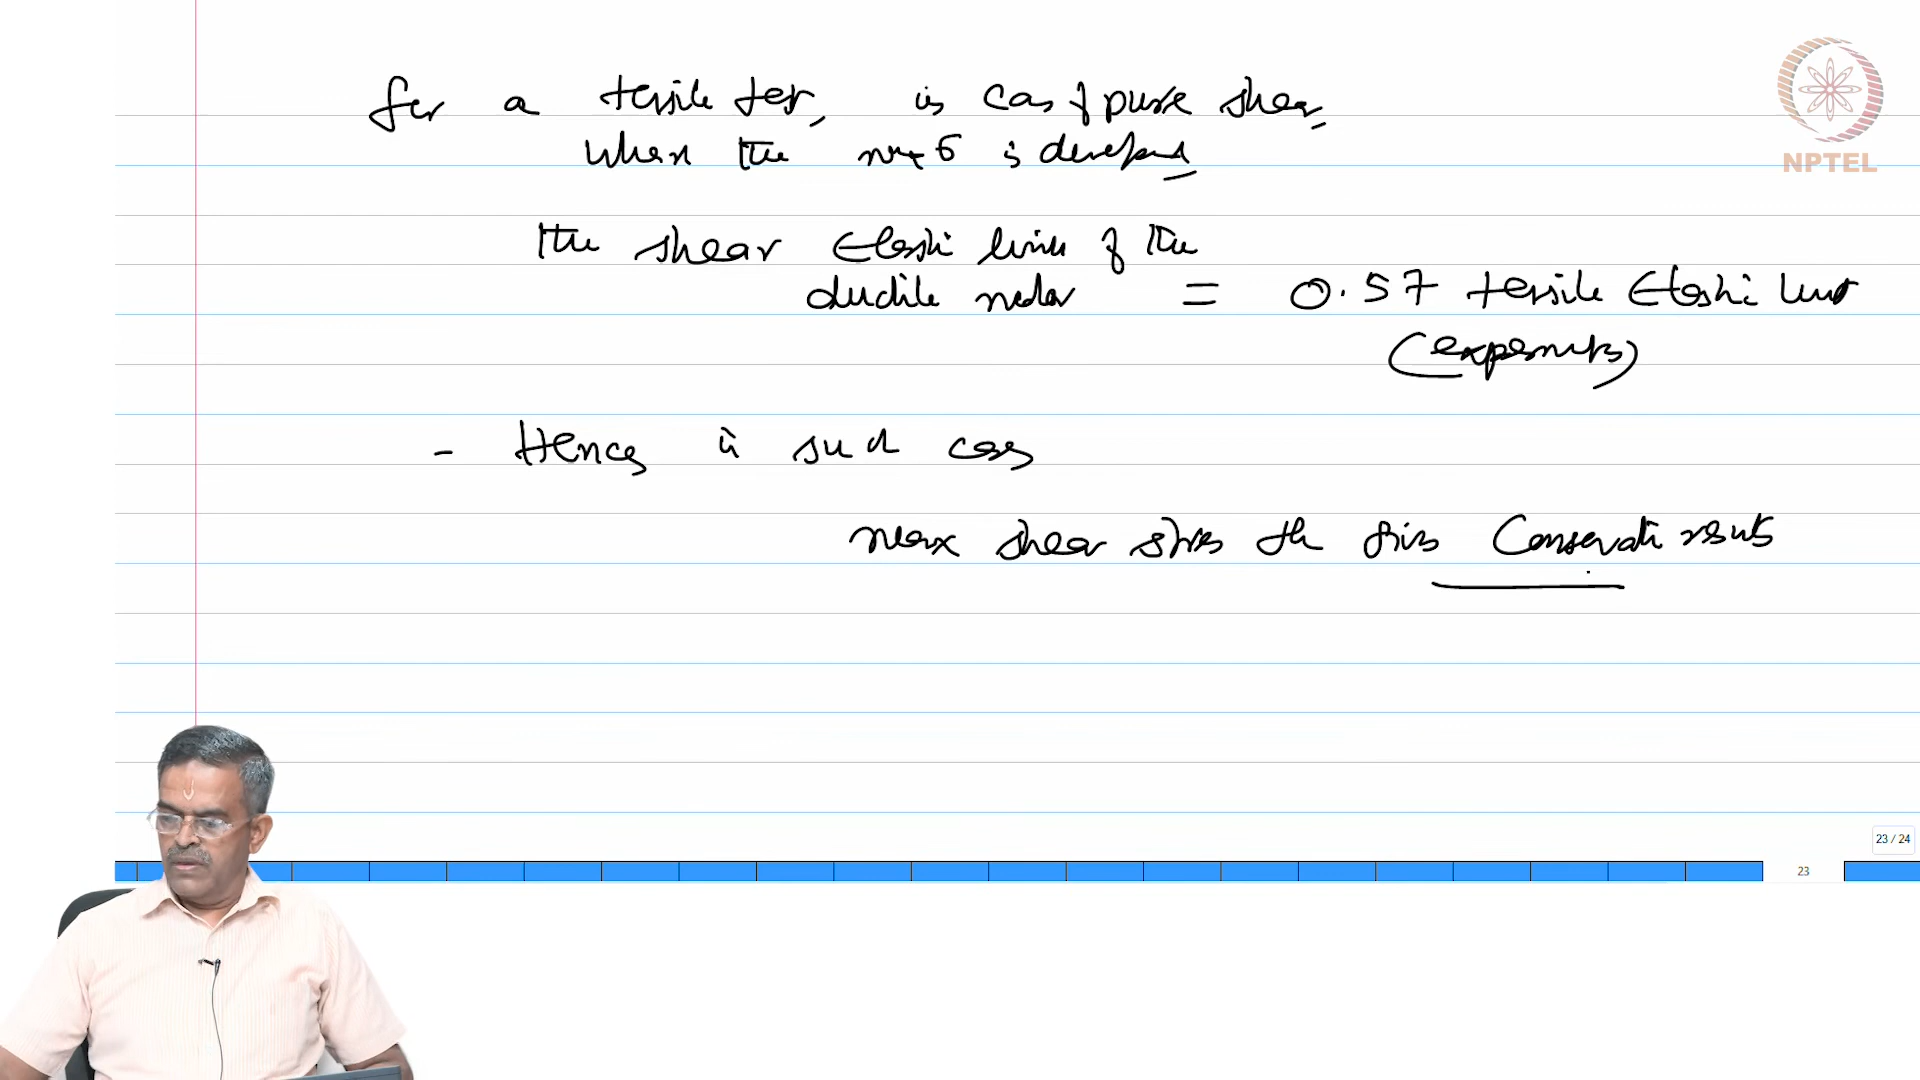 for a tensile test, in case of pure shear,
when the max σ is developed
the shear elastic limit of the
ductile material = 0.57 tensile elastic limit
(experiments)
- Hence in such cases
max shear stress th gives Conservative results
NPTEL
23 / 24
23